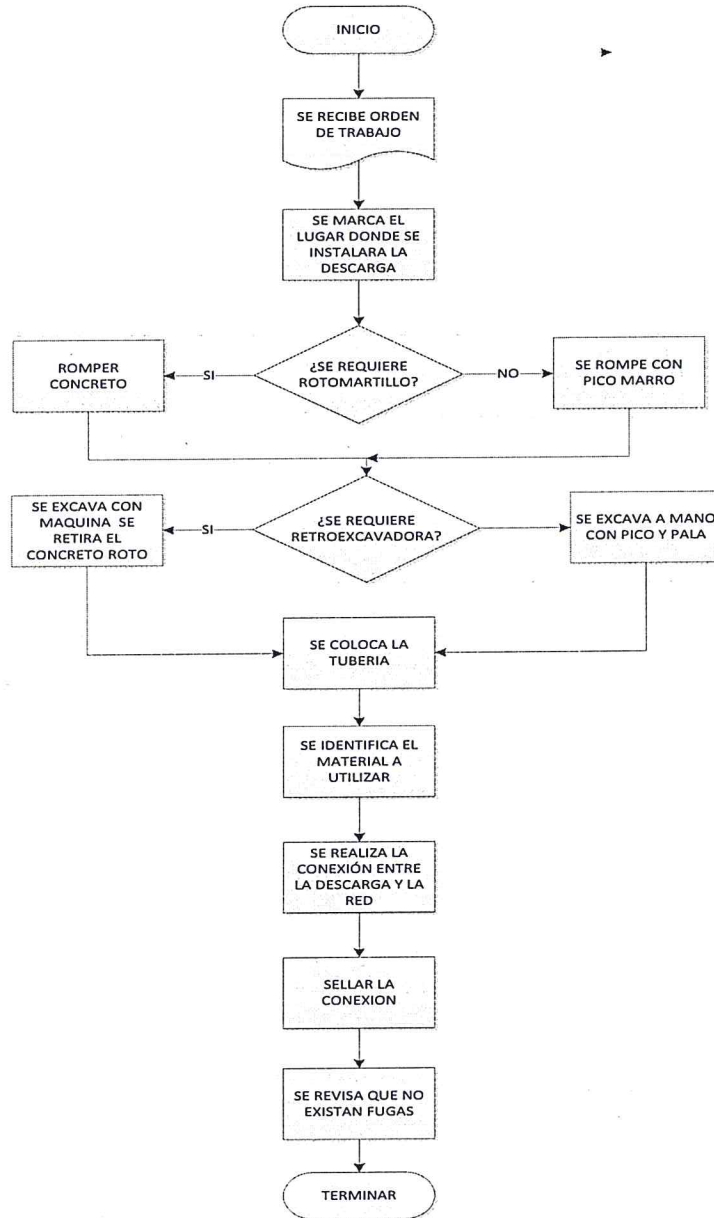 INICIO
SE RECIBE ORDEN
DE TRABAJO
SE MARCA EL
LUGAR DONDE SE
INSTALARA LA
DESCARGA
¿SE REQUIERE
ROTOMARTILLO?
SI
ROMPER
CONCRETO
NO
SE ROMPE CON
PICO MARRO
¿SE REQUIERE
RETROEXCAVADORA?
SI
SE EXCAVA CON
MAQUINA SE
RETIRA EL
CONCRETO ROTO
SE EXCAVA A MANO
CON PICO Y PALA
SE COLOCA LA
TUBERIA
SE IDENTIFICA EL
MATERIAL A
UTILIZAR
SE REALIZA LA
CONEXIÓN ENTRE
LA DESCARGA Y LA
RED
SELLAR LA
CONEXION
SE REVISA QUE NO
EXISTAN FUGAS
TERMINAR